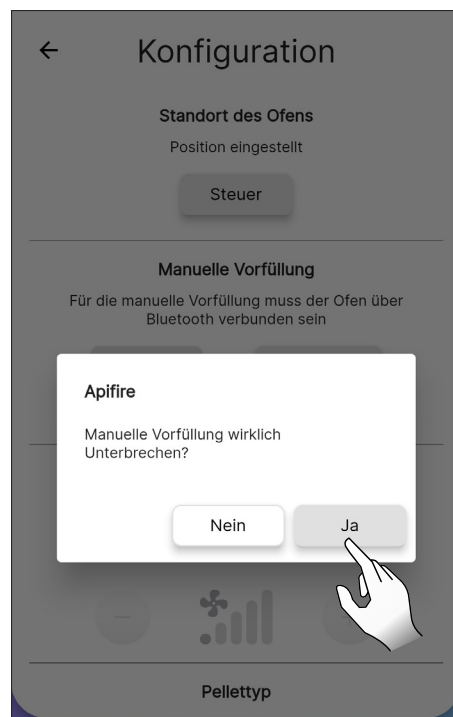 Konfiguration
Standort des Ofens
Position eingestellt
Steuer
Manuelle Vorfüllung
Für die manuelle Vorfüllung muss der Ofen über
Bluetooth verbunden sein
Apifire
Manuelle Vorfüllung wirklich
Unterbrechen?
Nein
Ja
Pellettyp